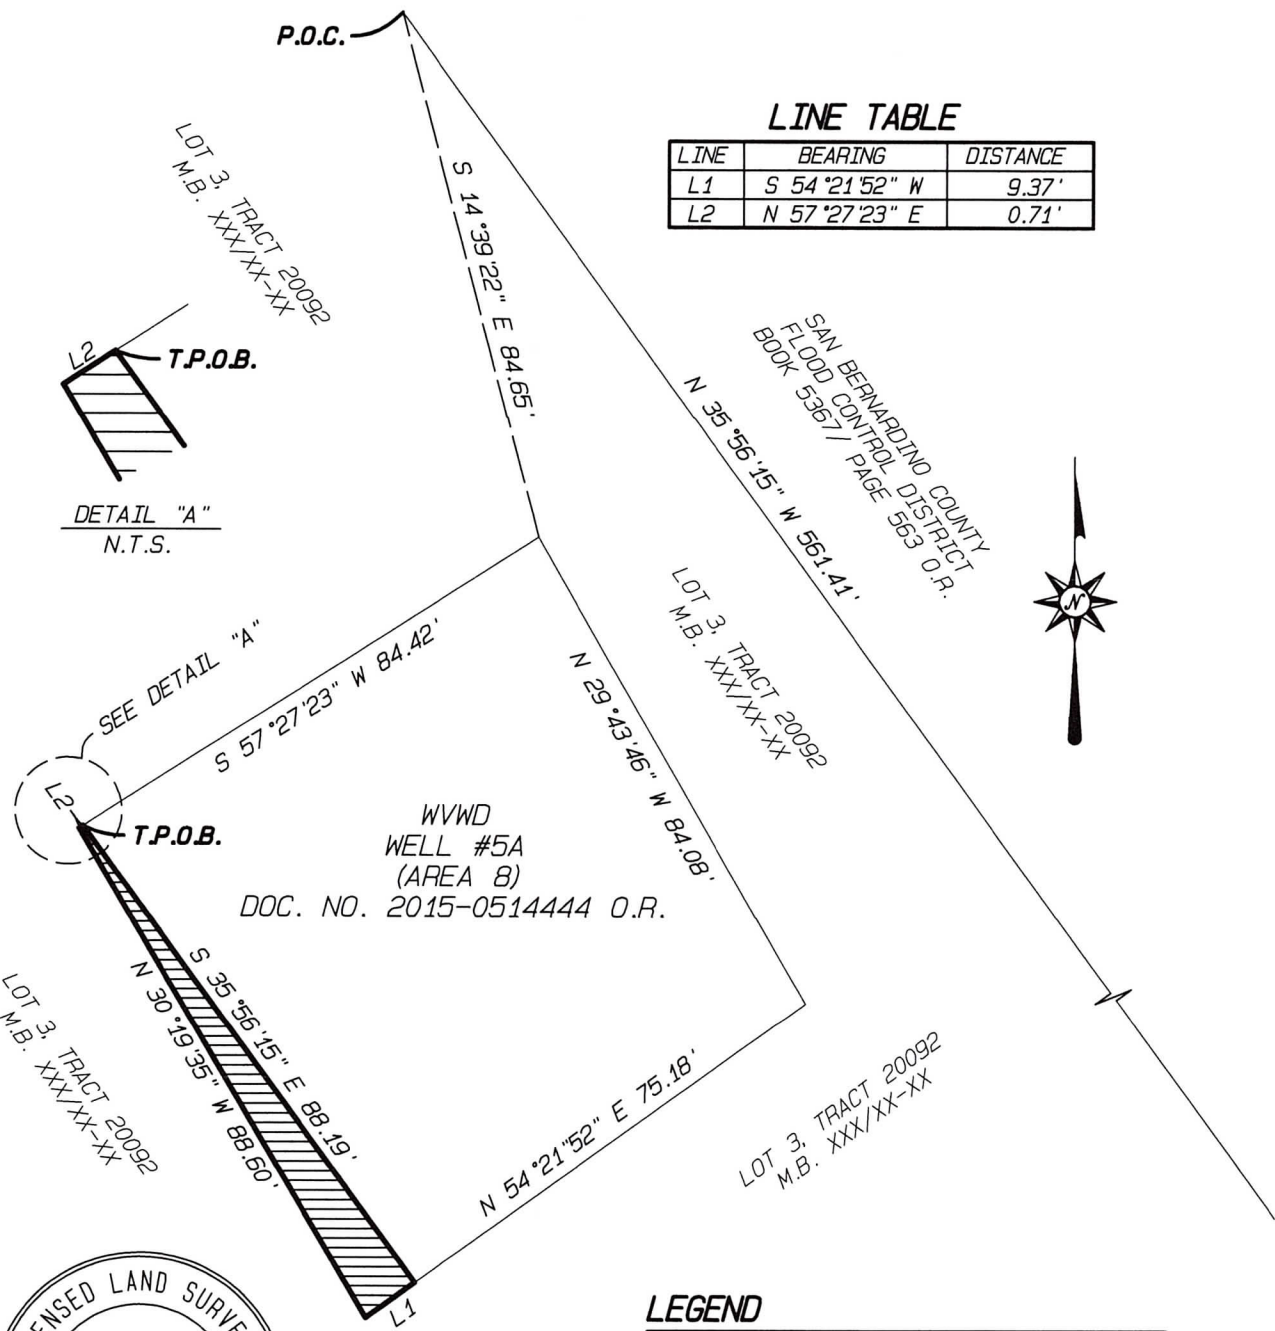 P.O.C.
LINE TABLE
LINE BEARING DISTANCE
L1 S 54°21'52" W 9.37'
L2 N 57°27'23" E 0.71'
LOT 3, TRACT 20092
M.B. XXX/XX-XX
S 14°39'22" E 84.65'
L2
T.P.O.B.
DETAIL "A"
N.T.S.
SAN BERNARDINO COUNTY
FLOOD CONTROL DISTRICT
BOOK 5367/ PAGE 563 O.R.
N 35°56'15" W 561.41'
N
LOT 3, TRACT 20092
M.B. XXX/XX-XX
SEE DETAIL "A"
S 57°27'23" W 84.42'
N 29°43'46" W 84.08'
L2
T.P.O.B.
WVWD
WELL #5A
(AREA 8)
DOC. NO. 2015-0514444 O.R.
LOT 3, TRACT 20092
M.B. XXX/XX-XX
S 35°56'15" E 88.19'
N 30°19'35" W 88.60'
N 54°21"52" E 75.18'
LOT 3, TRACT 20092
M.B. XXX/XX-XX
L1
ENSED LAND SURVE
LEGEND